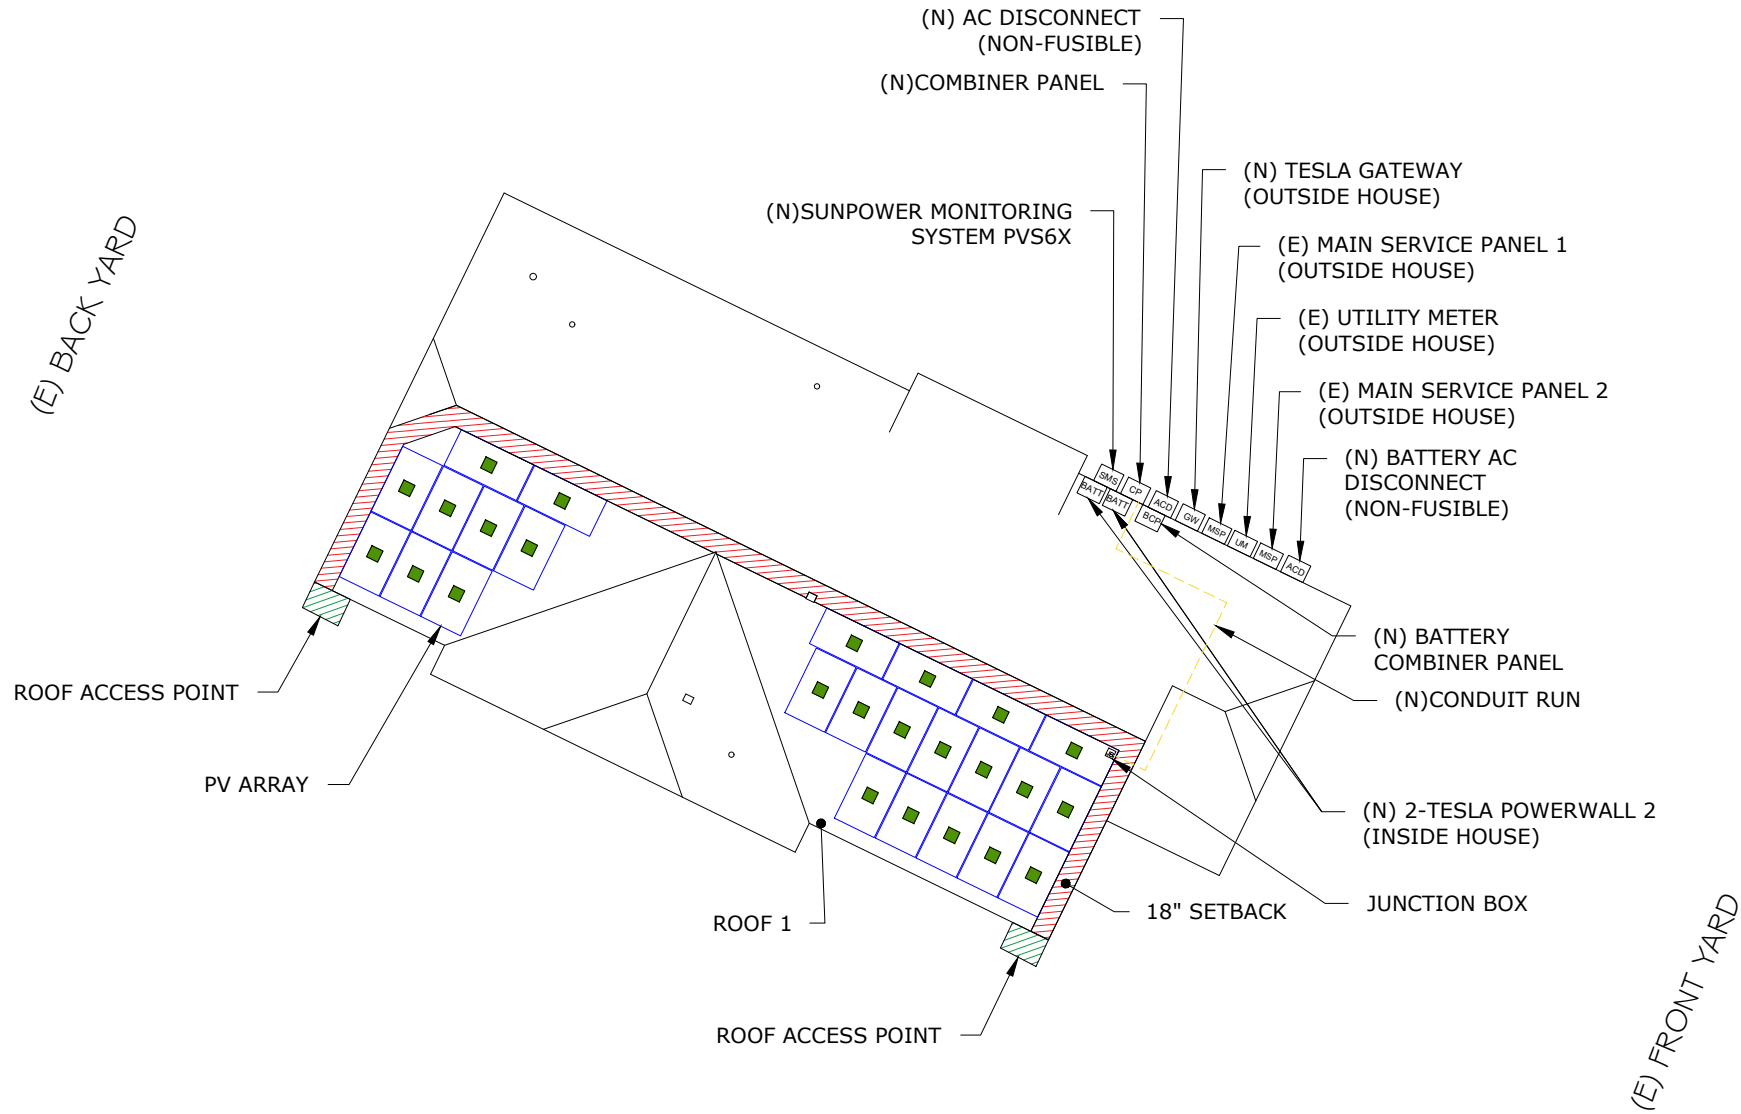 (N) AC DISCONNECT
(NON-FUSIBLE)
(N)COMBINER PANEL
(N) TESLA GATEWAY
(OUTSIDE HOUSE)
(N)SUNPOWER MONITORING
SYSTEM PVS6X
(E) MAIN SERVICE PANEL 1
(OUTSIDE HOUSE)
(E) UTILITY METER
(OUTSIDE HOUSE)
(E) MAIN SERVICE PANEL 2
(OUTSIDE HOUSE)
(N) BATTERY AC
DISCONNECT
(NON-FUSIBLE)
(E) BACK YARD
SMS
CP
ACD
GW
MSP
UM
MSP
ACD
BATT
BATT
BCP
(N) BATTERY
COMBINER PANEL
(N)CONDUIT RUN
ROOF ACCESS POINT
PV ARRAY
(N) 2-TESLA POWERWALL 2
(INSIDE HOUSE)
JUNCTION BOX
18" SETBACK
ROOF 1
ROOF ACCESS POINT
(E) FRONT YARD